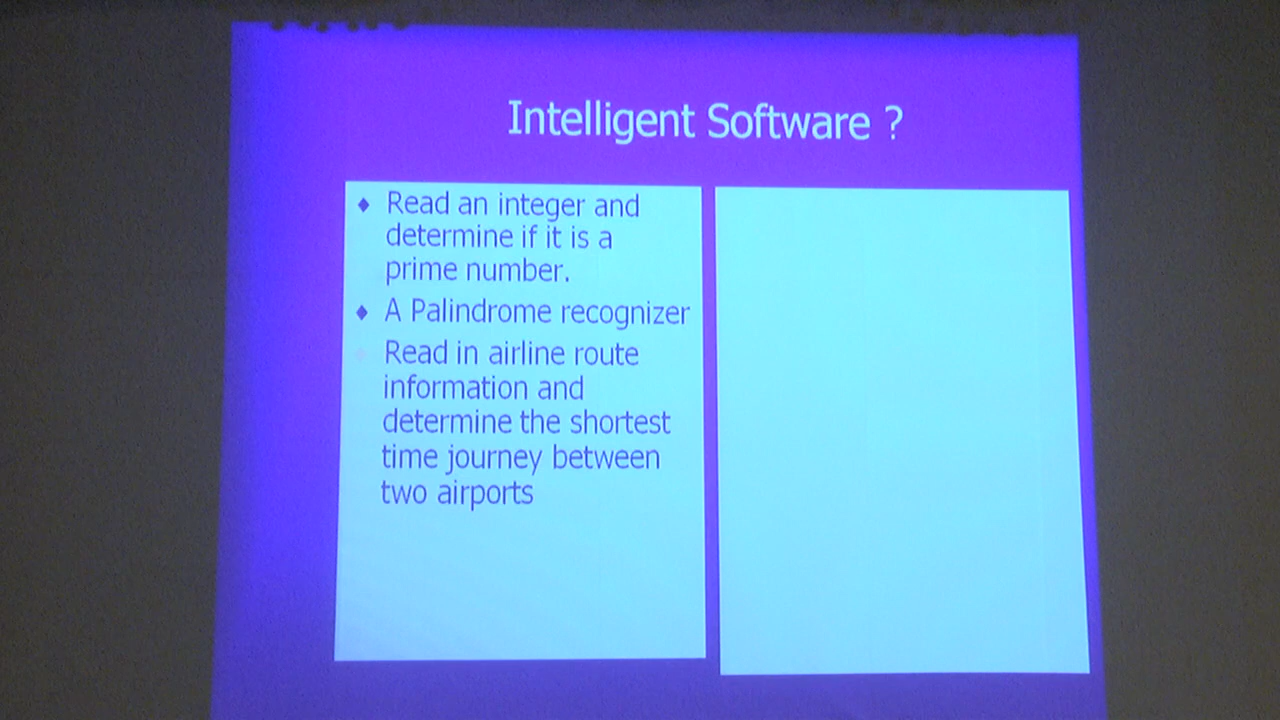 Intelligent Software ?
♦ Read an integer and
determine if it is a
prime number.
♦ A Palindrome recognizer
Read in airline route
information and
determine the shortest
time journey between
two airports